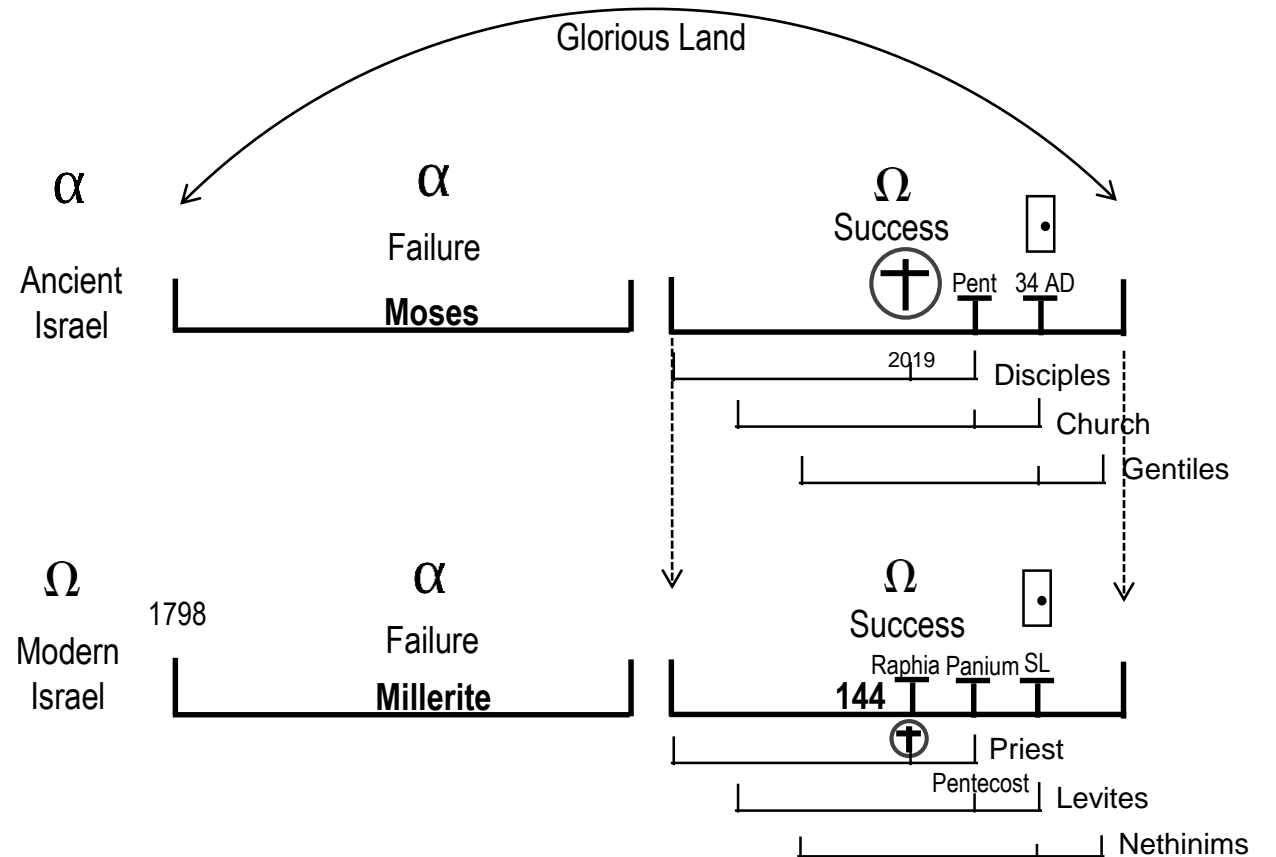 Glorious Land
α
α
Ω
Failure
Success
Ancient
Israel
Moses
Pent
34 AD
2019
Disciples
Church
Gentiles
Ω
α
Ω
1798
Modern
Israel
Failure
Success
Millerite
144
Raphia
Panium
SL
Priest
Pentecost
Levites
Nethinims